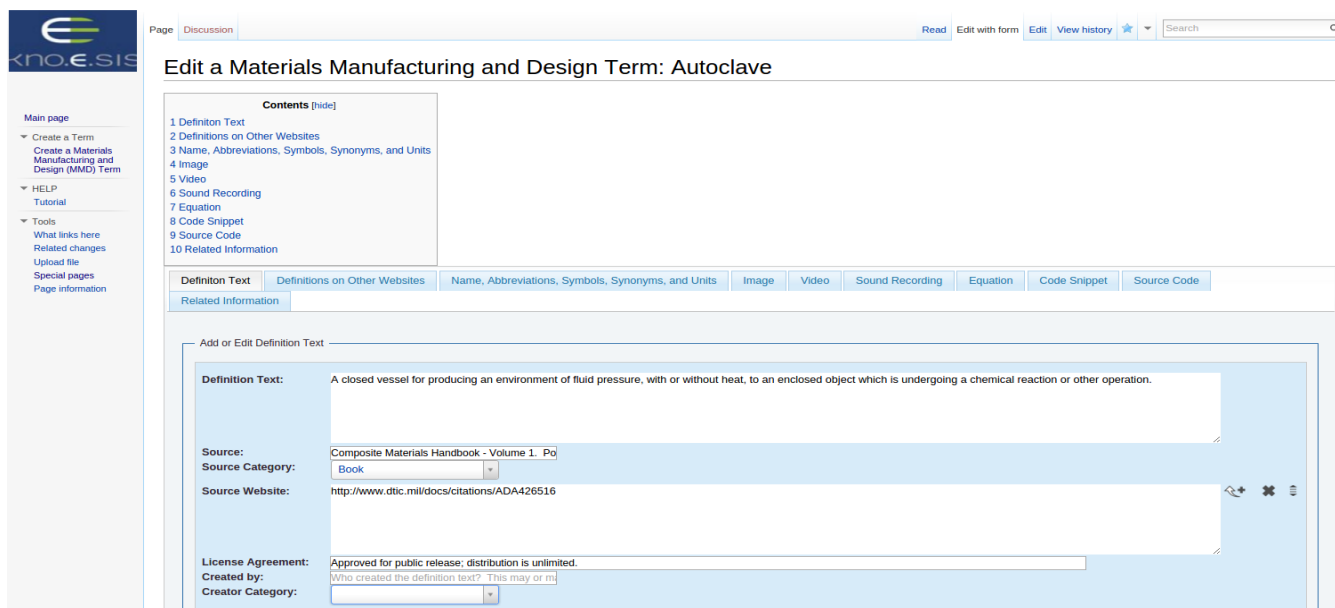 kno.e.sis
Page Discussion Read Edit with form Edit View history Search
Edit a Materials Manufacturing and Design Term: Autoclave
Main page
Create a Term
Create a Materials
Manufacturing and
Design (MMD) Term
HELP
Tutorial
Tools
What links here
Related changes
Upload file
Special pages
Page information
Contents [hide]
1 Definiton Text
2 Definitions on Other Websites
3 Name, Abbreviations, Symbols, Synonyms, and Units
4 Image
5 Video
6 Sound Recording
7 Equation
8 Code Snippet
9 Source Code
10 Related Information
Definiton Text Definitions on Other Websites Name, Abbreviations, Symbols, Synonyms, and Units Image Video Sound Recording Equation Code Snippet Source Code
Related Information
Add or Edit Definition Text
Definition Text: A closed vessel for producing an environment of fluid pressure, with or without heat, to an enclosed object which is undergoing a chemical reaction or other operation.
Source: Composite Materials Handbook - Volume 1. Po
Source Category: Book
Source Website: http://www.dtic.mil/docs/citations/ADA426516
License Agreement: Approved for public release; distribution is unlimited.
Created by: Who created the definition text? This may or ma
Creator Category: